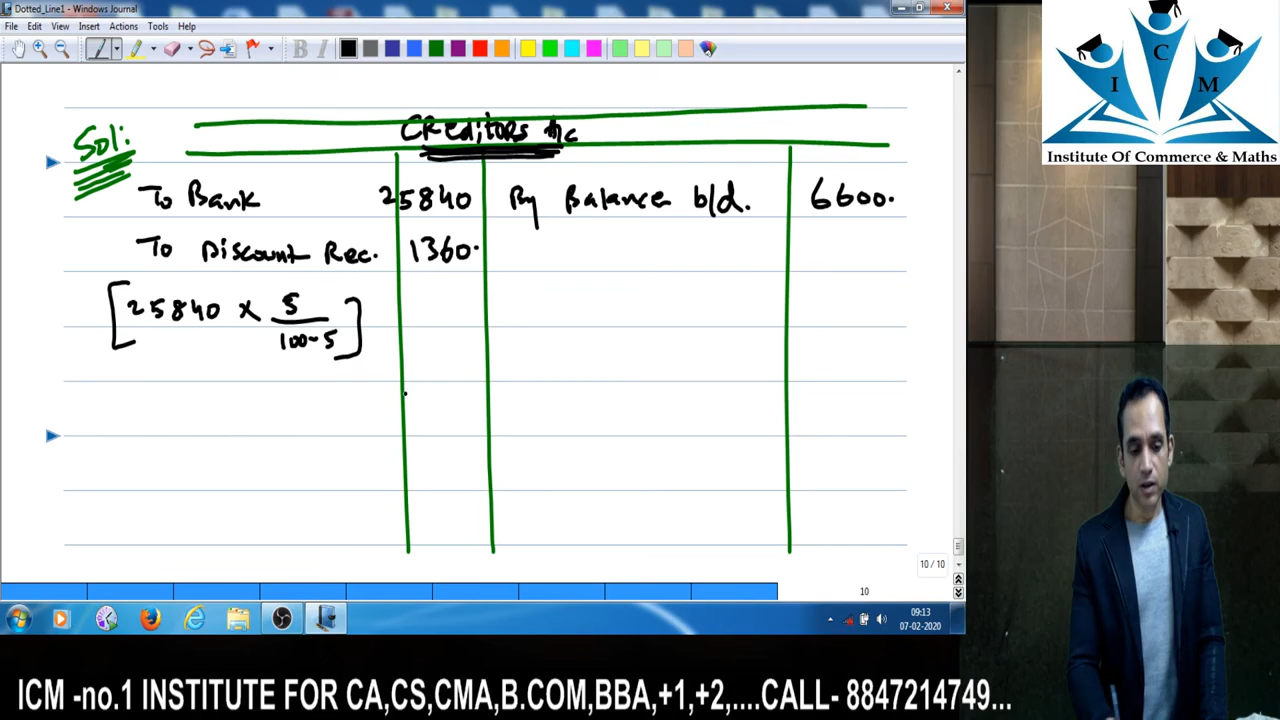 Dotted_Line1 - Windows Journal
File Edit View Insert Actions Tools Help
B I
Sol:
CReditors A/c
To Bank 25840 By Balance b/d. 6600.
To Discount Rec. 1360.
[25840 x 5
100-5]
10 / 10
10
09:13
07-02-2020
I C M
Institute Of Commerce & Maths
ICM -no.1 INSTITUTE FOR CA,CS,CMA,B.COM,BBA,+1,+2,....CALL- 8847214749...